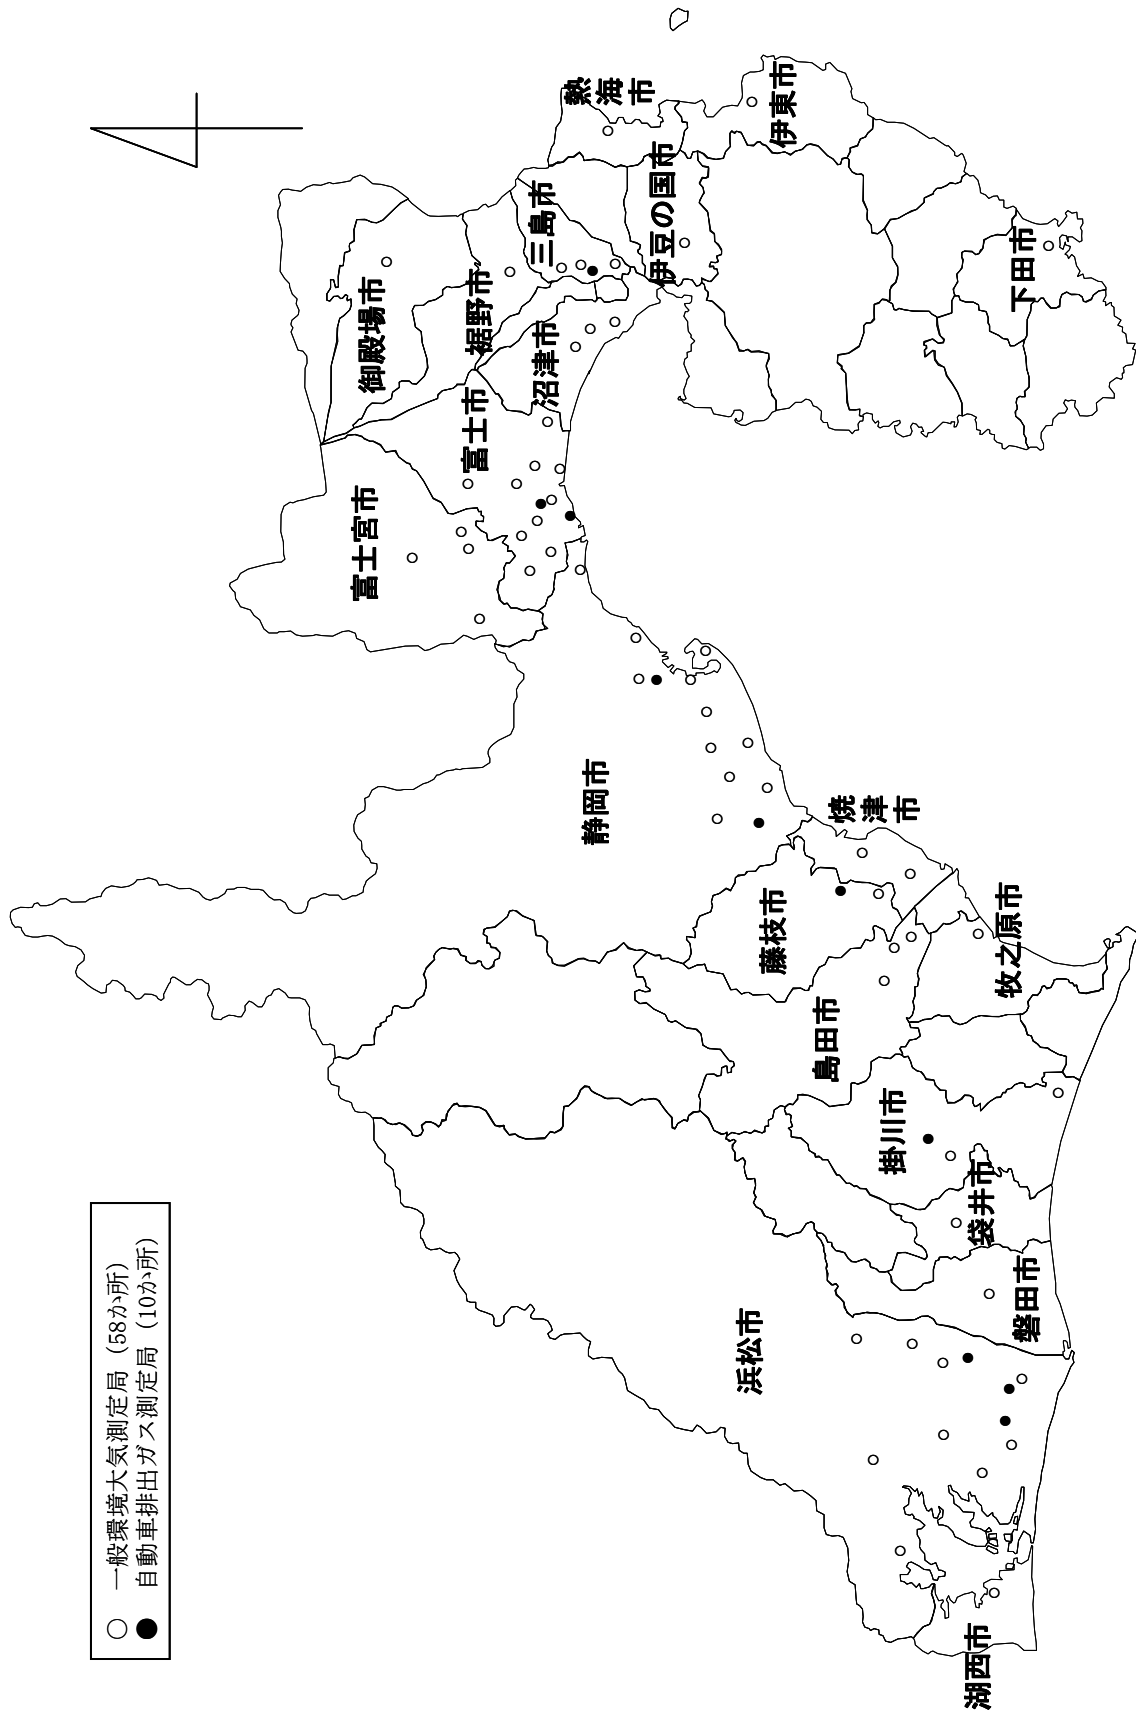 ○ 一般環境大気測定局（58か所）
● 自動車排出ガス測定局（10か所）
富士宮市
御殿場市
裾野市
富士市
沼津市
三島市
熱海市
伊豆の国市
伊東市
下田市
静岡市
焼津市
藤枝市
島田市
牧之原市
掛川市
袋井市
磐田市
浜松市
湖西市